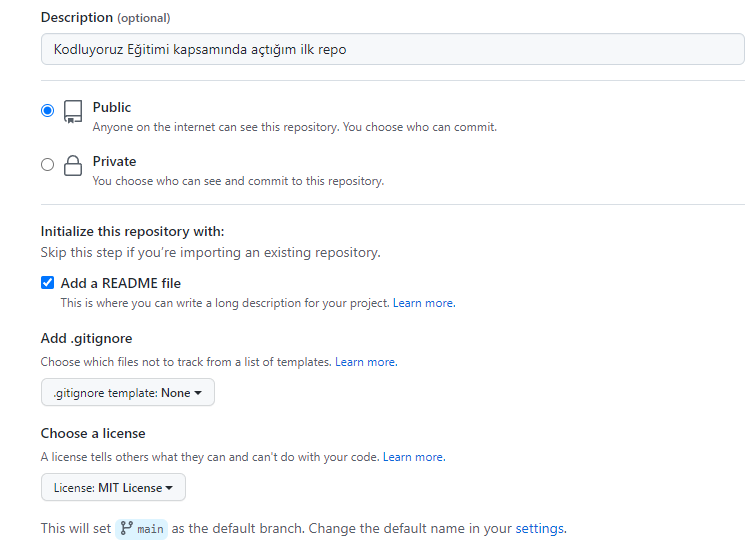 Description (optional)
Kodluyoruz Eğitimi kapsamında açtığım ilk repo
Public
Anyone on the internet can see this repository. You choose who can commit.
Private
You choose who can see and commit to this repository.
Initialize this repository with:
Skip this step if you're importing an existing repository.
Add a README file
This is where you can write a long description for your project. Learn more.
Add .gitignore
Choose which files not to track from a list of templates. Learn more.
.gitignore template: None
Choose a license
A license tells others what they can and can't do with your code. Learn more.
License: MIT License
This will set main as the default branch. Change the default name in your settings.